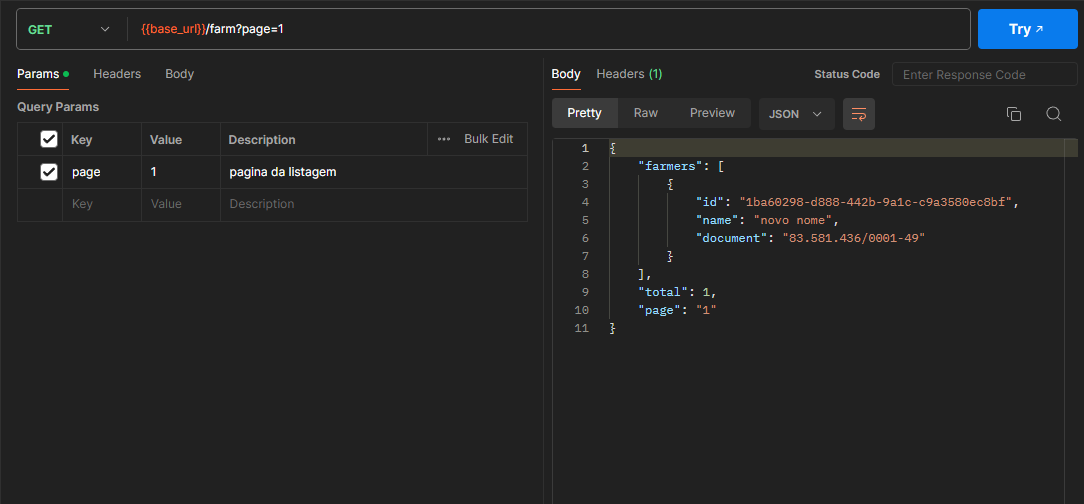 GET {{base_url}}/farm?page=1 Try ↗
Params Headers Body
Query Params
Key Value Description ••• Bulk Edit
page 1 pagina da listagem
Key Value Description
Body Headers (1) Status Code Enter Response Code
Pretty Raw Preview JSON
1 {
2 "farmers": [
3 {
4 "id": "1ba60298-d888-442b-9a1c-c9a3580ec8bf",
5 "name": "novo nome",
6 "document": "83.581.436/0001-49"
7 }
8 ],
9 "total": 1,
10 "page": "1"
11 }